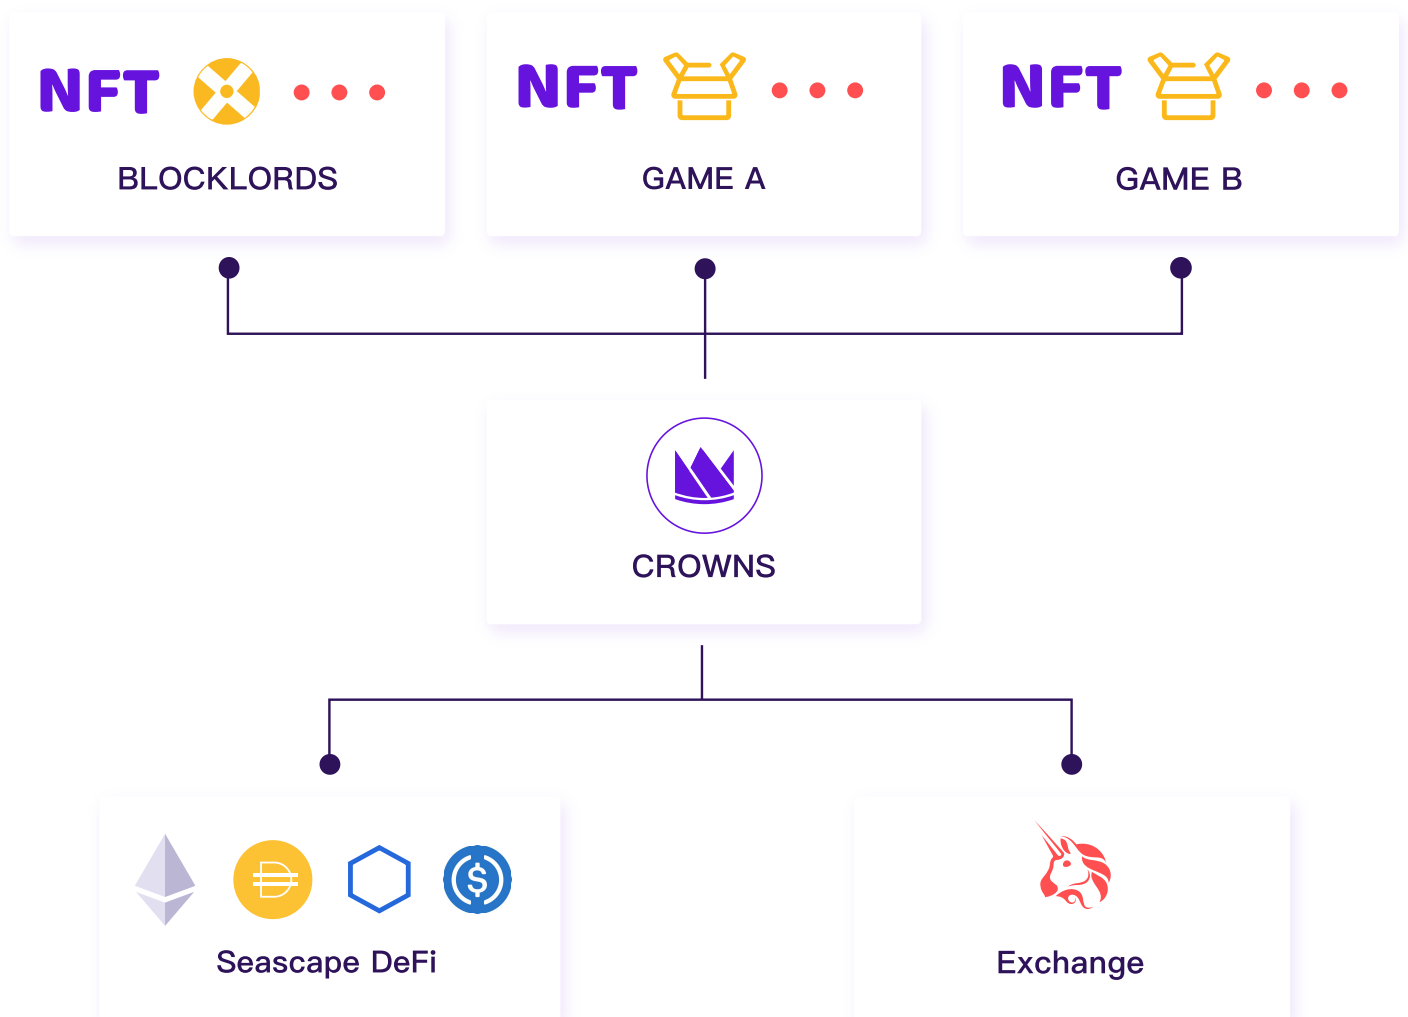 NFT
BLOCKLORDS
NFT
GAME A
NFT
GAME B
CROWNS
$
Seascape DeFi
Exchange